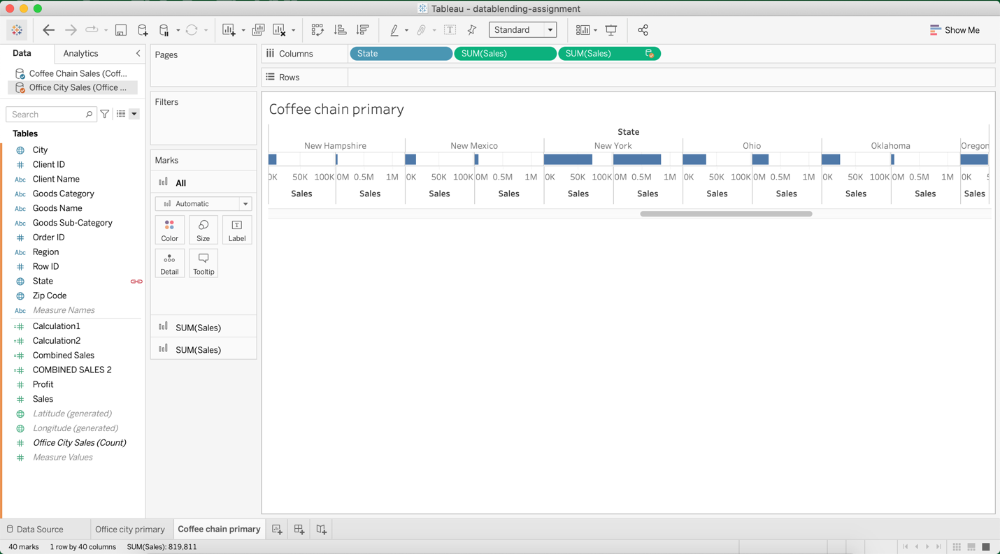 Tableau - datablending-assignment
Standard
Show Me
Data
Analytics
Coffee Chain Sales (Coff...
Office City Sales (Office ...
Search
Tables
City
Client ID
Abc Client Name
Abc Goods Category
Abc Goods Name
Abc Goods Sub-Category
Order ID
Abc Region
Row ID
State
Zip Code
Abc Measure Names
Calculation1
Calculation2
Combined Sales
COMBINED SALES 2
Profit
Sales
Latitude (generated)
Longitude (generated)
Office City Sales (Count)
Measure Values
Pages
Filters
Marks
All
Automatic
Color
Size
Label
Detail
Tooltip
SUM(Sales)
SUM(Sales)
Columns
State
SUM(Sales)
SUM(Sales)
Rows
Coffee chain primary
State
New Hampshire New Mexico New York Ohio Oklahoma Oregon
0K 50K 100K 0M 0.5M 1M 0K 50K 100K 0M 0.5M 1M 0K 50K 100K 0M 0.5M 1M 0K 50K 100K 0M 0.5M 1M 0K 50K 100K 0M 0.5M 1M 0K
Sales Sales Sales Sales Sales Sales Sales Sales Sales Sales Sales
Data Source
Office city primary
Coffee chain primary
40 marks 1 row by 40 columns SUM(Sales): 819,811